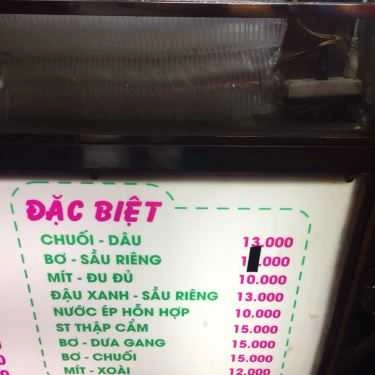 ĐẶC BIỆT
CHUỐI - DÂU 13.000
BƠ - SẦU RIÊNG .000
MÍT - ĐU ĐỦ 10.000
ĐẬU XANH - SẦU RIÊNG 13.000
NƯỚC ÉP HỖN HỢP 10.000
ST THẬP CẨM 15.000
BƠ - DƯA GANG 15.000
BƠ - CHUỐI 15.000
MÍT - XOÀI 12.000